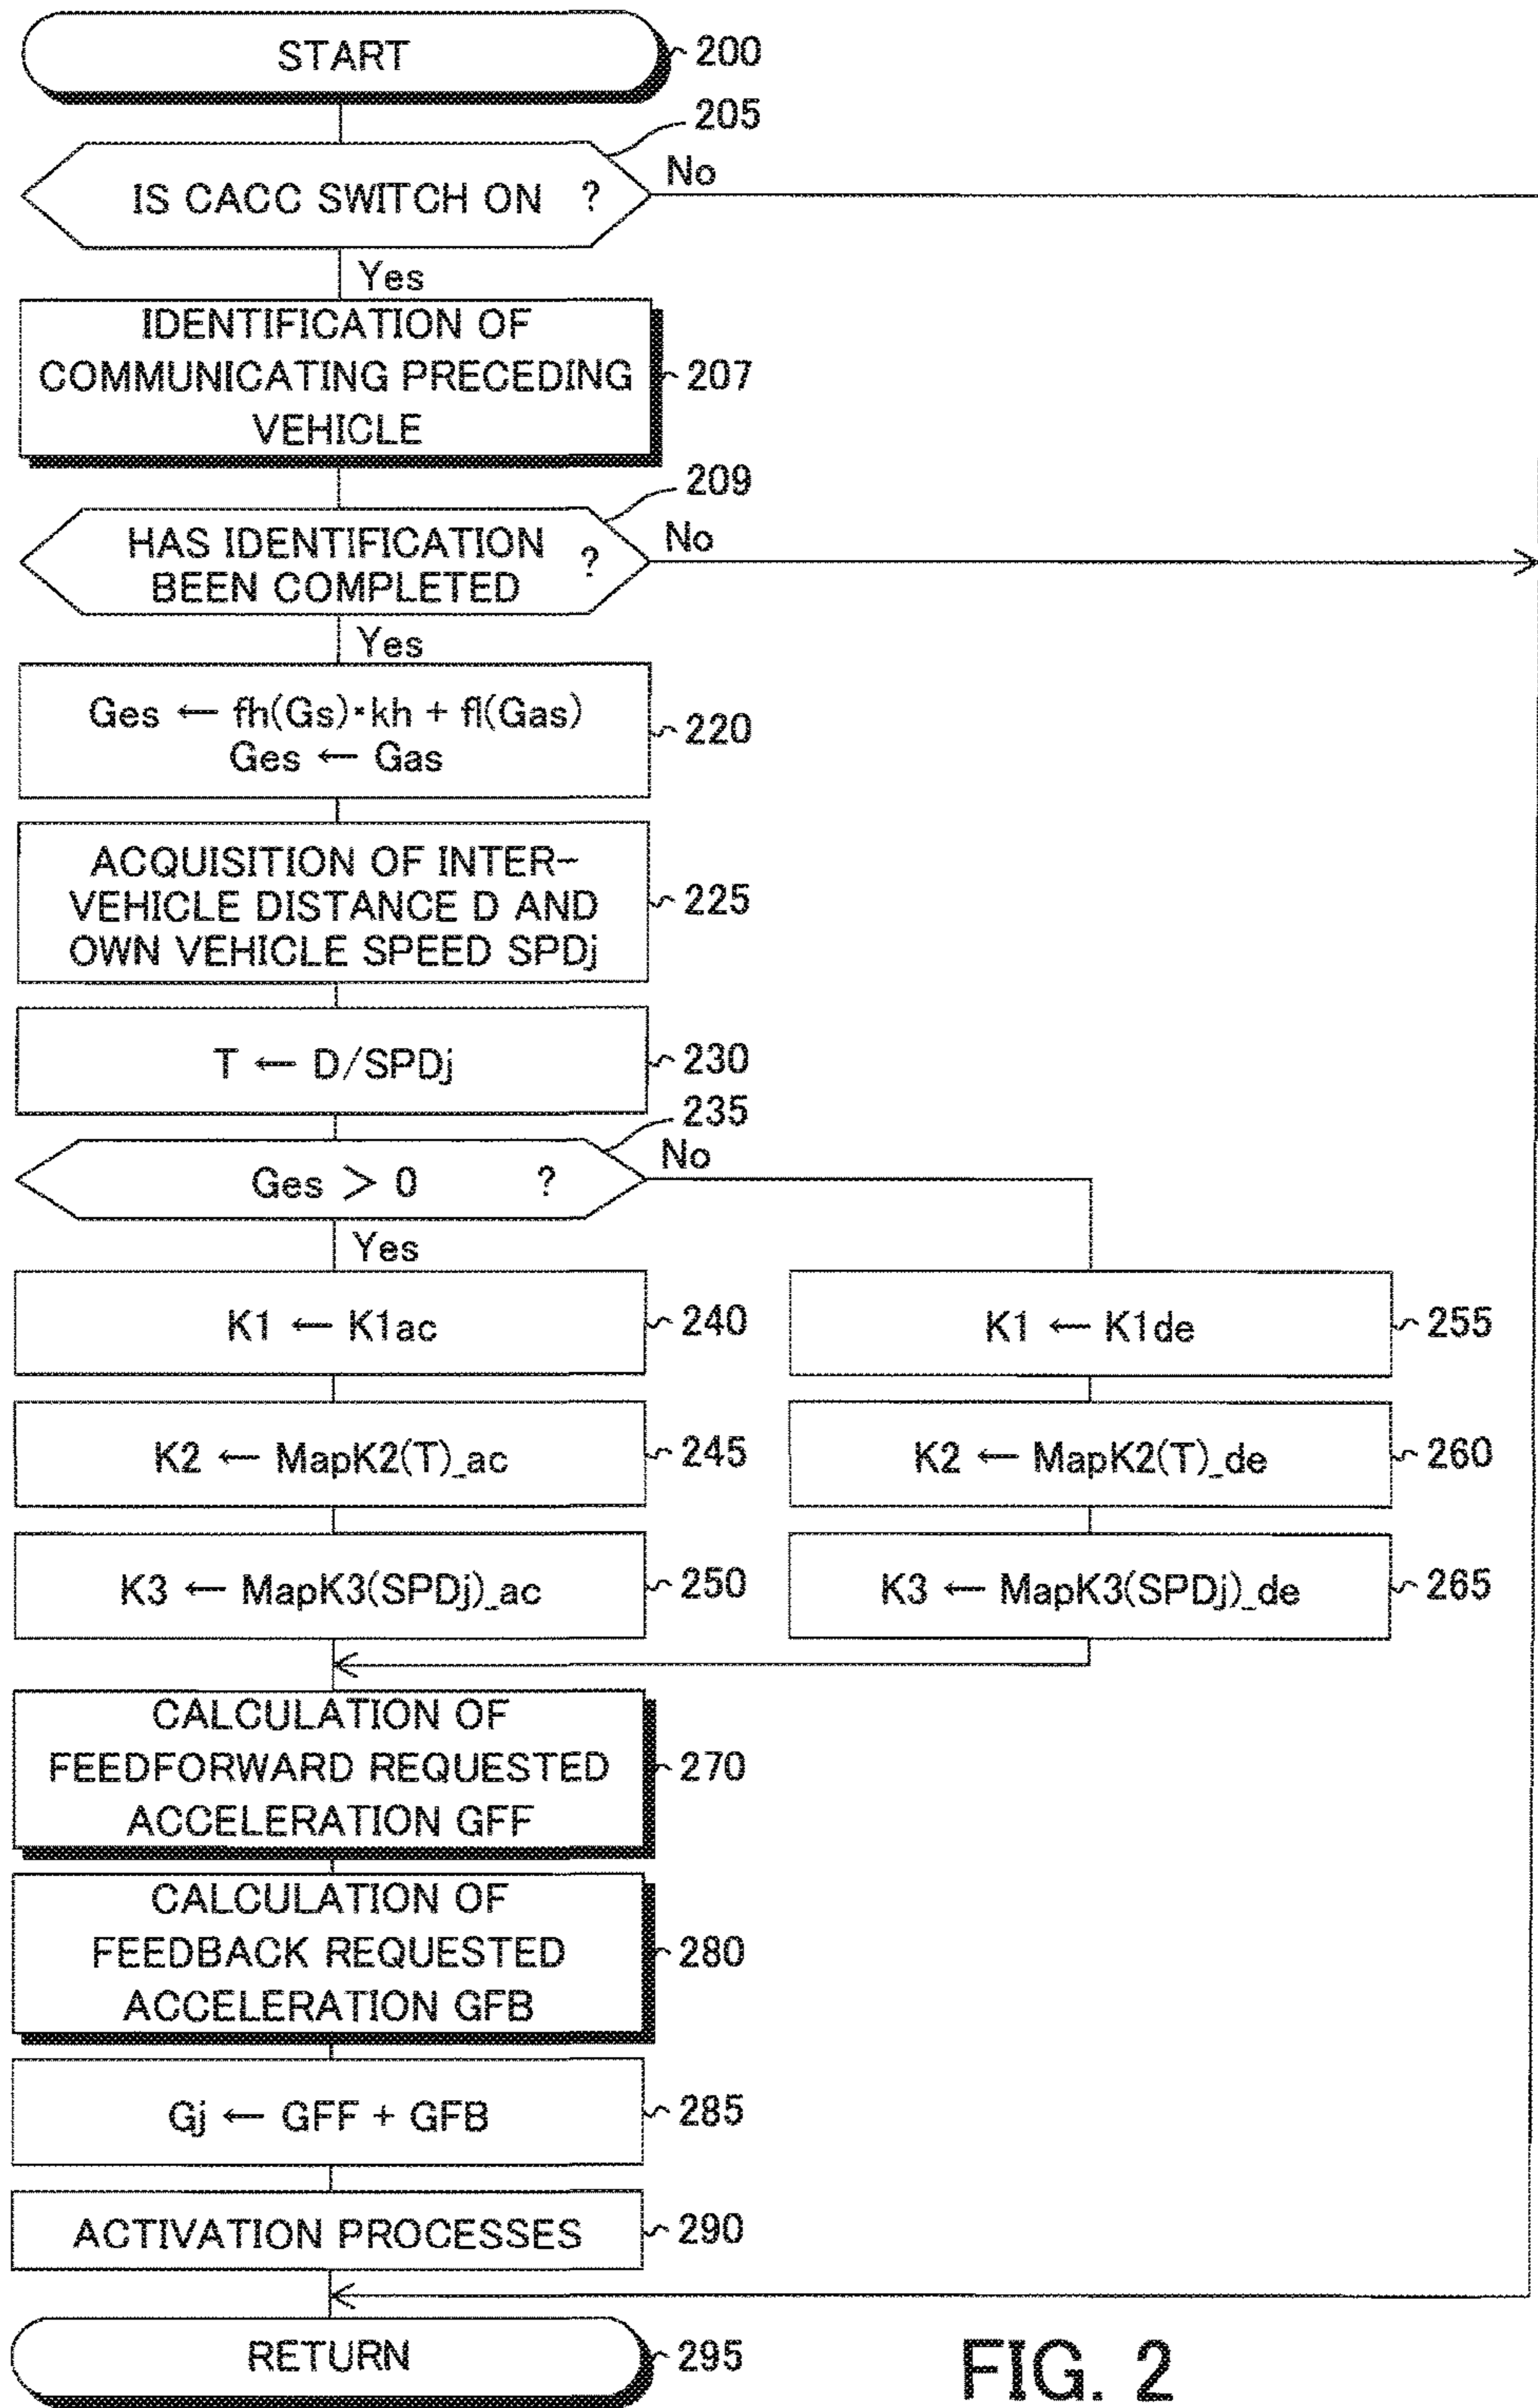 START
200
205
IS CACC SWITCH ON ?
No
Yes
IDENTIFICATION OF
COMMUNICATING PRECEDING
VEHICLE
207
209
HAS IDENTIFICATION
BEEN COMPLETED
?
No
Yes
Ges ← fh(Gs)·kh + fl(Gas)
Ges ← Gas
220
ACQUISITION OF INTER-
VEHICLE DISTANCE D AND
OWN VEHICLE SPEED SPDj
225
T ← D/SPDj
230
235
Ges > 0 ?
No
Yes
K1 ← K1ac
240
K1 ← K1de
255
K2 ← MapK2(T)_ac
245
K2 ← MapK2(T)_de
260
K3 ← MapK3(SPDj)_ac
250
K3 ← MapK3(SPDj)_de
265
CALCULATION OF
FEEDFORWARD REQUESTED
ACCELERATION GFF
270
CALCULATION OF
FEEDBACK REQUESTED
ACCELERATION GFB
280
Gj ← GFF + GFB
285
ACTIVATION PROCESSES
290
RETURN
295
FIG. 2